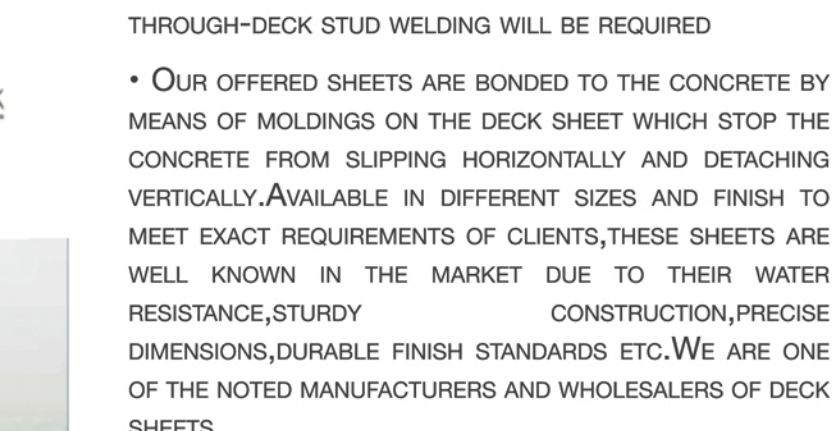 THROUGH-DECK STUD WELDING WILL BE REQUIRED
• OUR OFFERED SHEETS ARE BONDED TO THE CONCRETE BY
MEANS OF MOLDINGS ON THE DECK SHEET WHICH STOP THE
CONCRETE FROM SLIPPING HORIZONTALLY AND DETACHING
VERTICALLY.AVAILABLE IN DIFFERENT SIZES AND FINISH TO
MEET EXACT REQUIREMENTS OF CLIENTS,THESE SHEETS ARE
WELL KNOWN IN THE MARKET DUE TO THEIR WATER
RESISTANCE,STURDY CONSTRUCTION,PRECISE
DIMENSIONS,DURABLE FINISH STANDARDS ETC.WE ARE ONE
OF THE NOTED MANUFACTURERS AND WHOLESALERS OF DECK
SHEETS